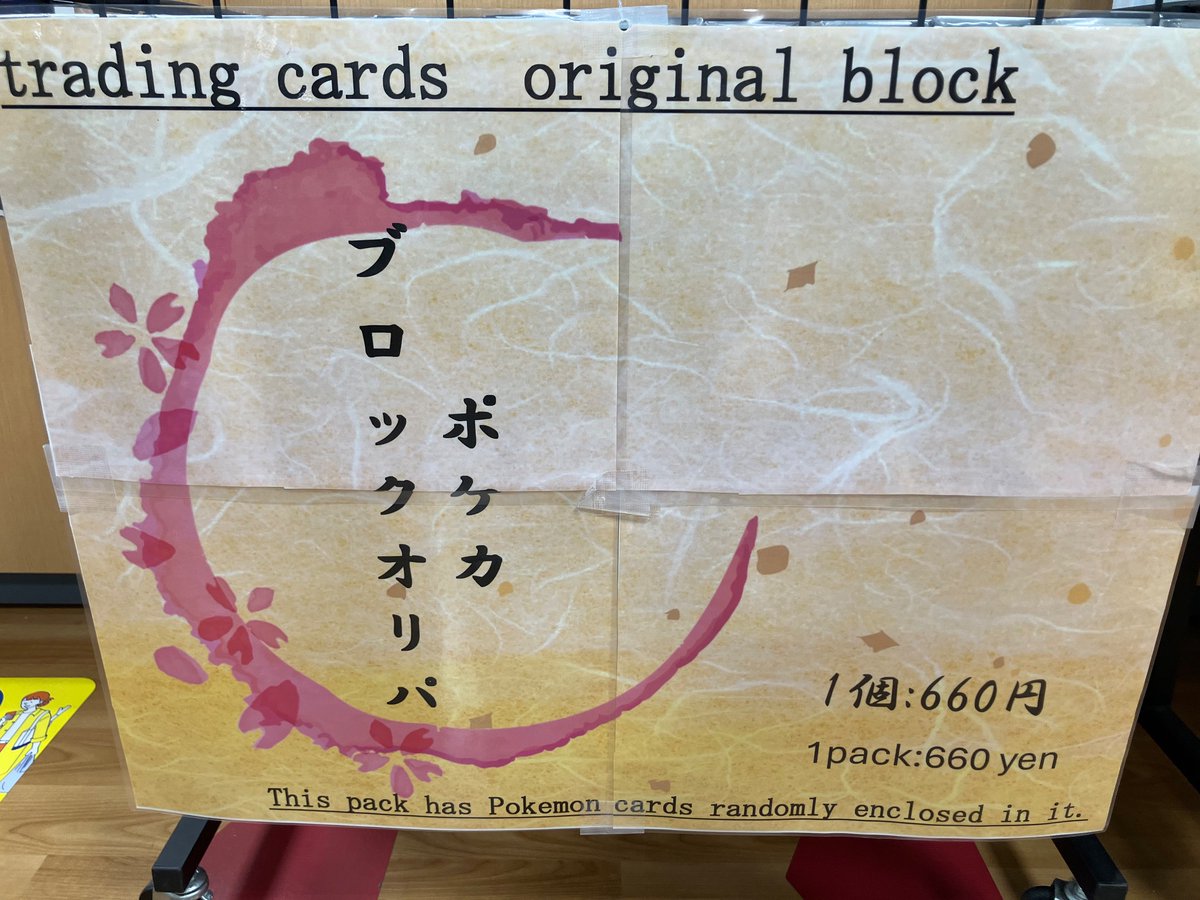 trading cards original block
ポケカ
ブロックオリパ
1個:660円
1pack:660 yen
This pack has Pokemon cards randomly enclosed in it.